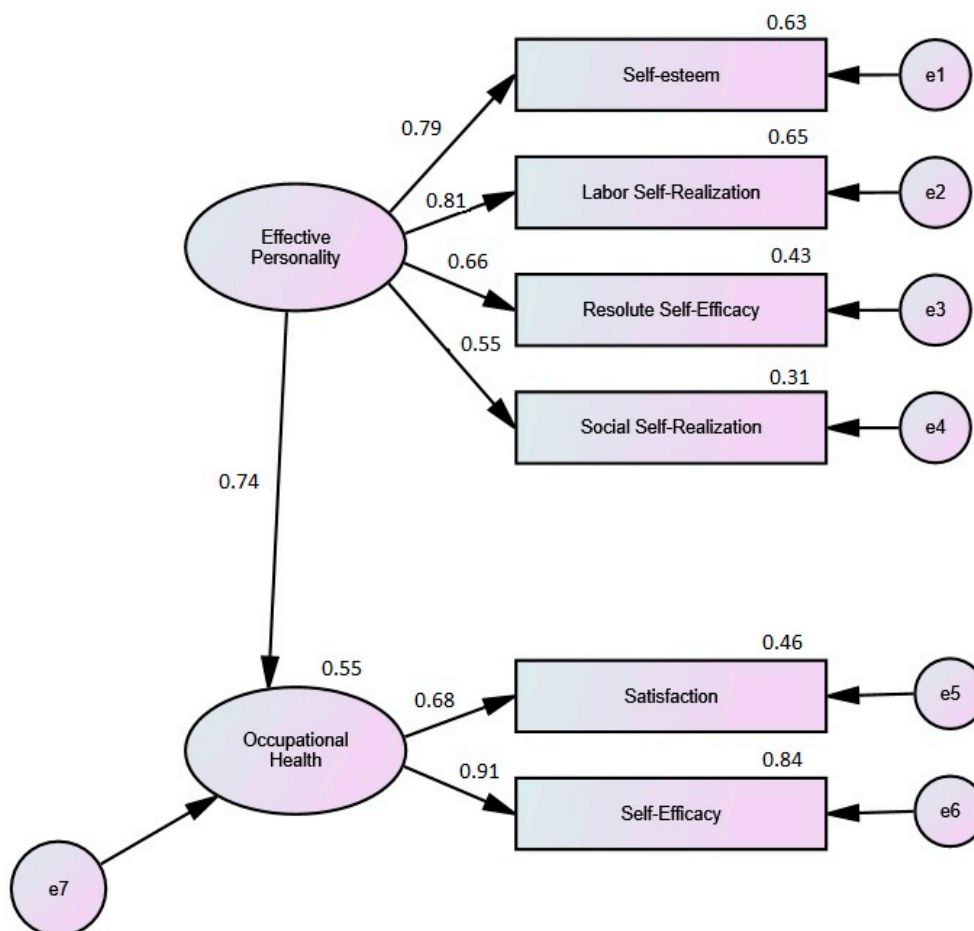 0.63
Self-esteem
e1
0.79
0.65
Labor Self-Realization
e2
0.81
Effective
Personality
0.43
0.66
Resolute Self-Efficacy
e3
0.55
0.31
Social Self-Realization
e4
0.74
0.46
0.55
Satisfaction
e5
0.68
Occupational
Health
0.84
0.91
Self-Efficacy
e6
e7